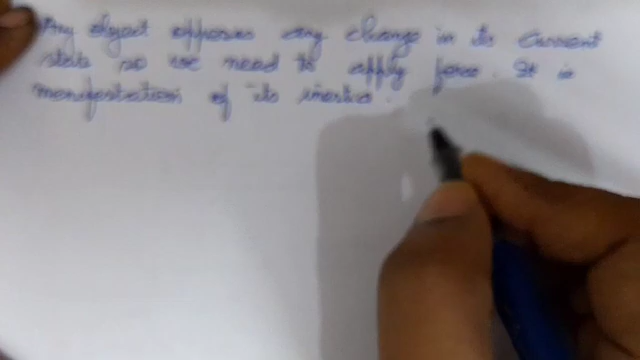 Any object opposes any change in its current
state so we need to apply force. It is
manifestation of its inertia.